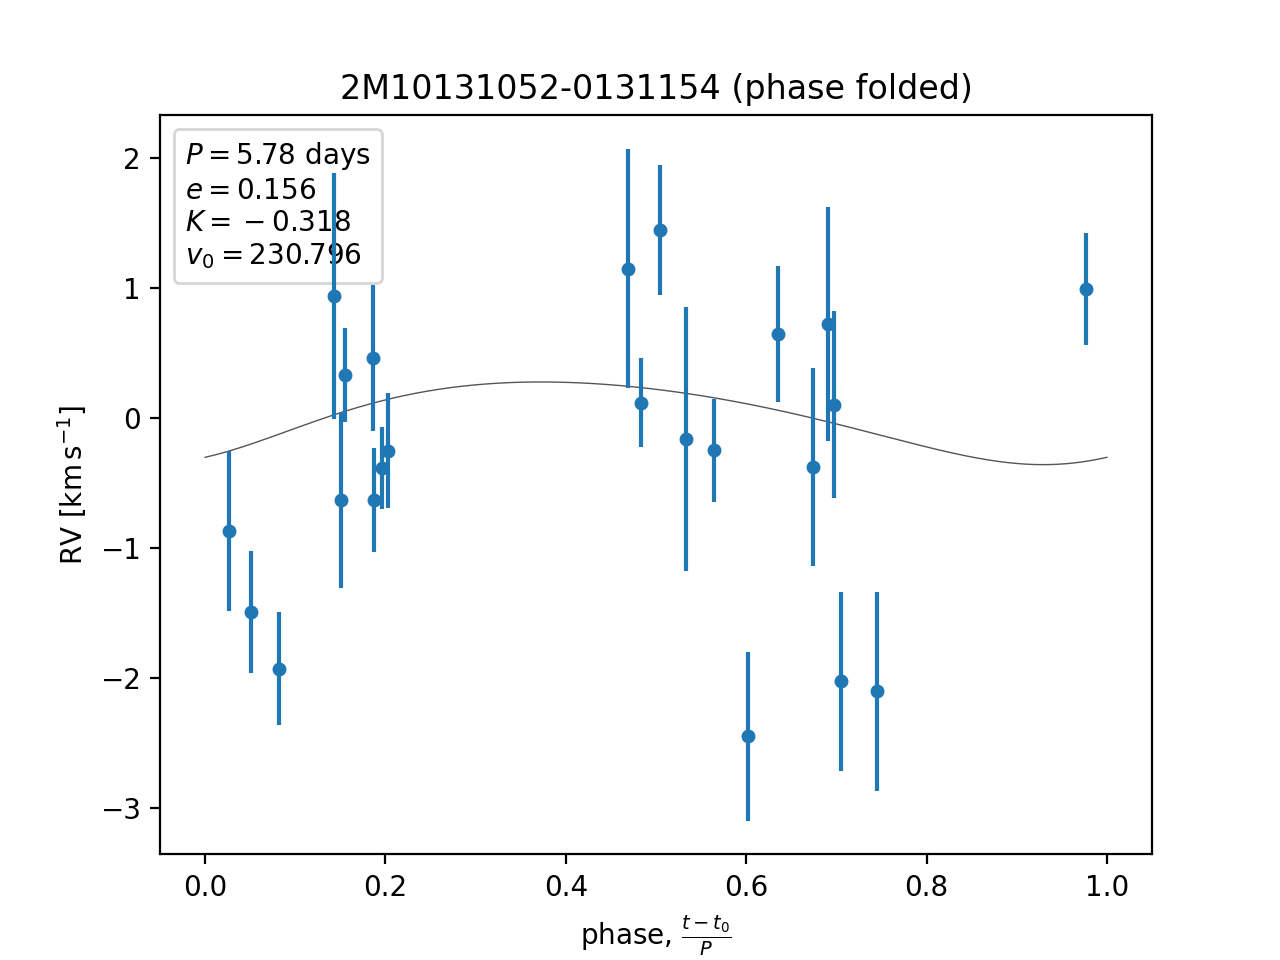 2M10131052-0131154 (phase folded)
P = 5.78 days
e = 0.156
K = −0.318
v₀ = 230.796
2
1
0
−1
−2
−3
RV [km s⁻¹]
0.0 0.2 0.4 0.6 0.8 1.0
phase, (t − t₀)/P